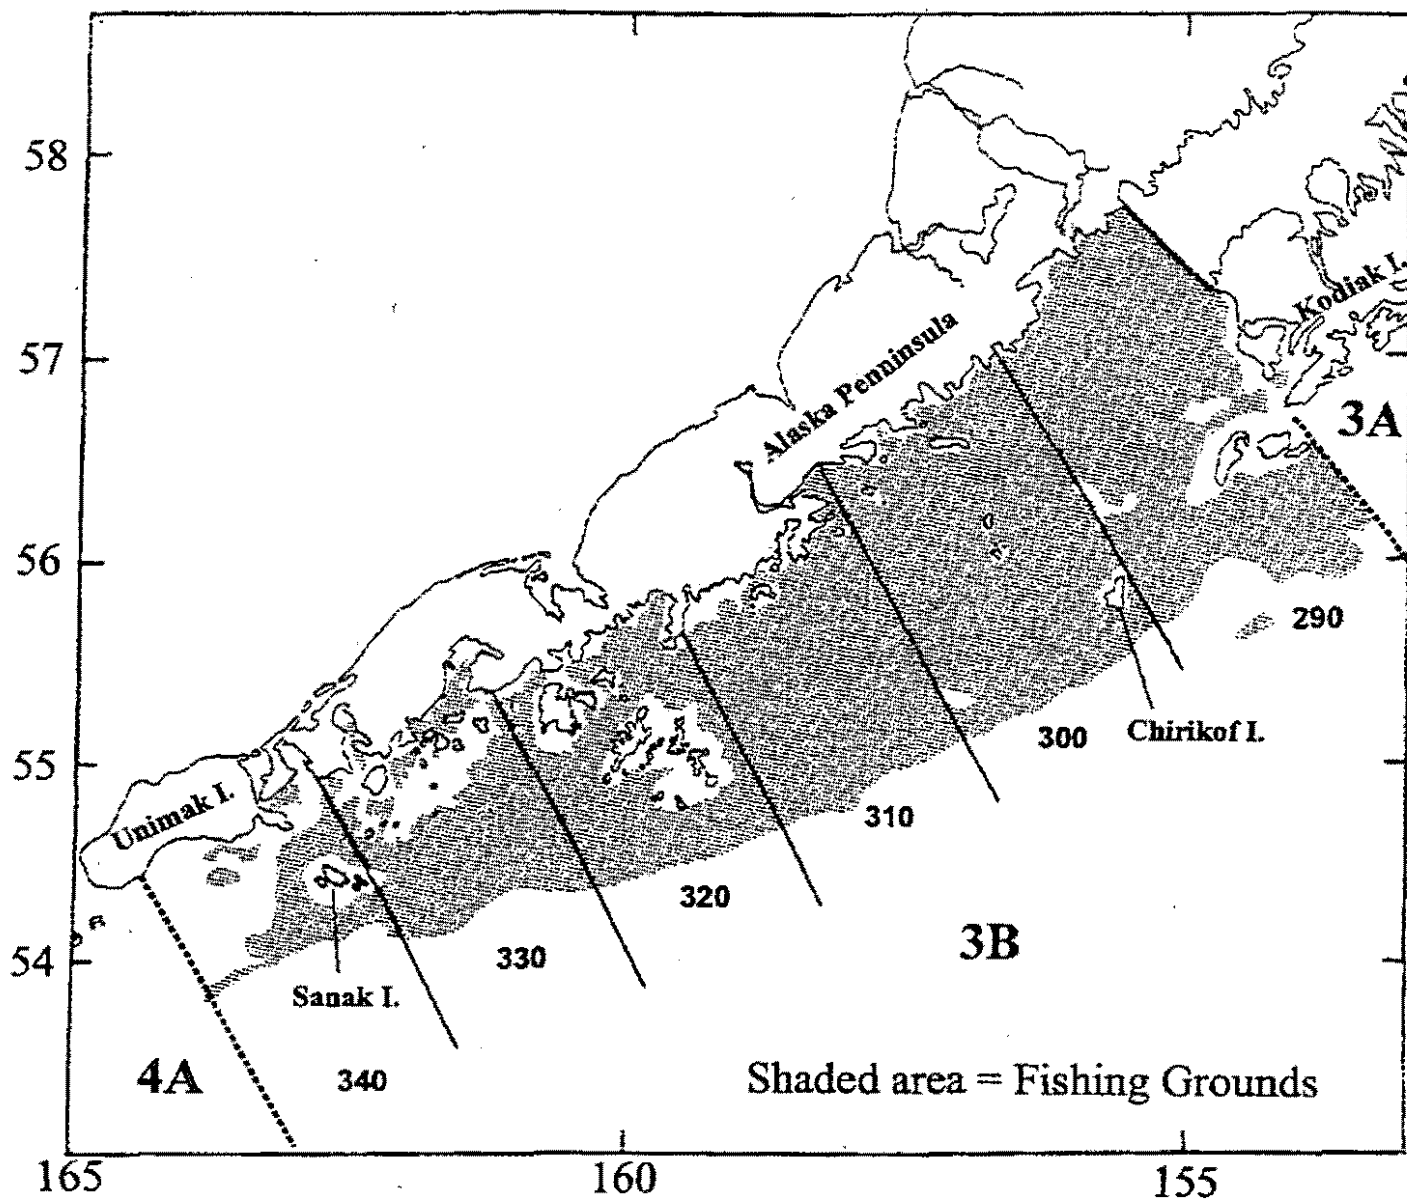 58
57
56
55
54
165
160
155
Kodiak I.
Alaska Penninsula
3A
290
Chirikof I.
300
Unimak I.
310
320
3B
330
Sanak I.
340
4A
Shaded area = Fishing Grounds